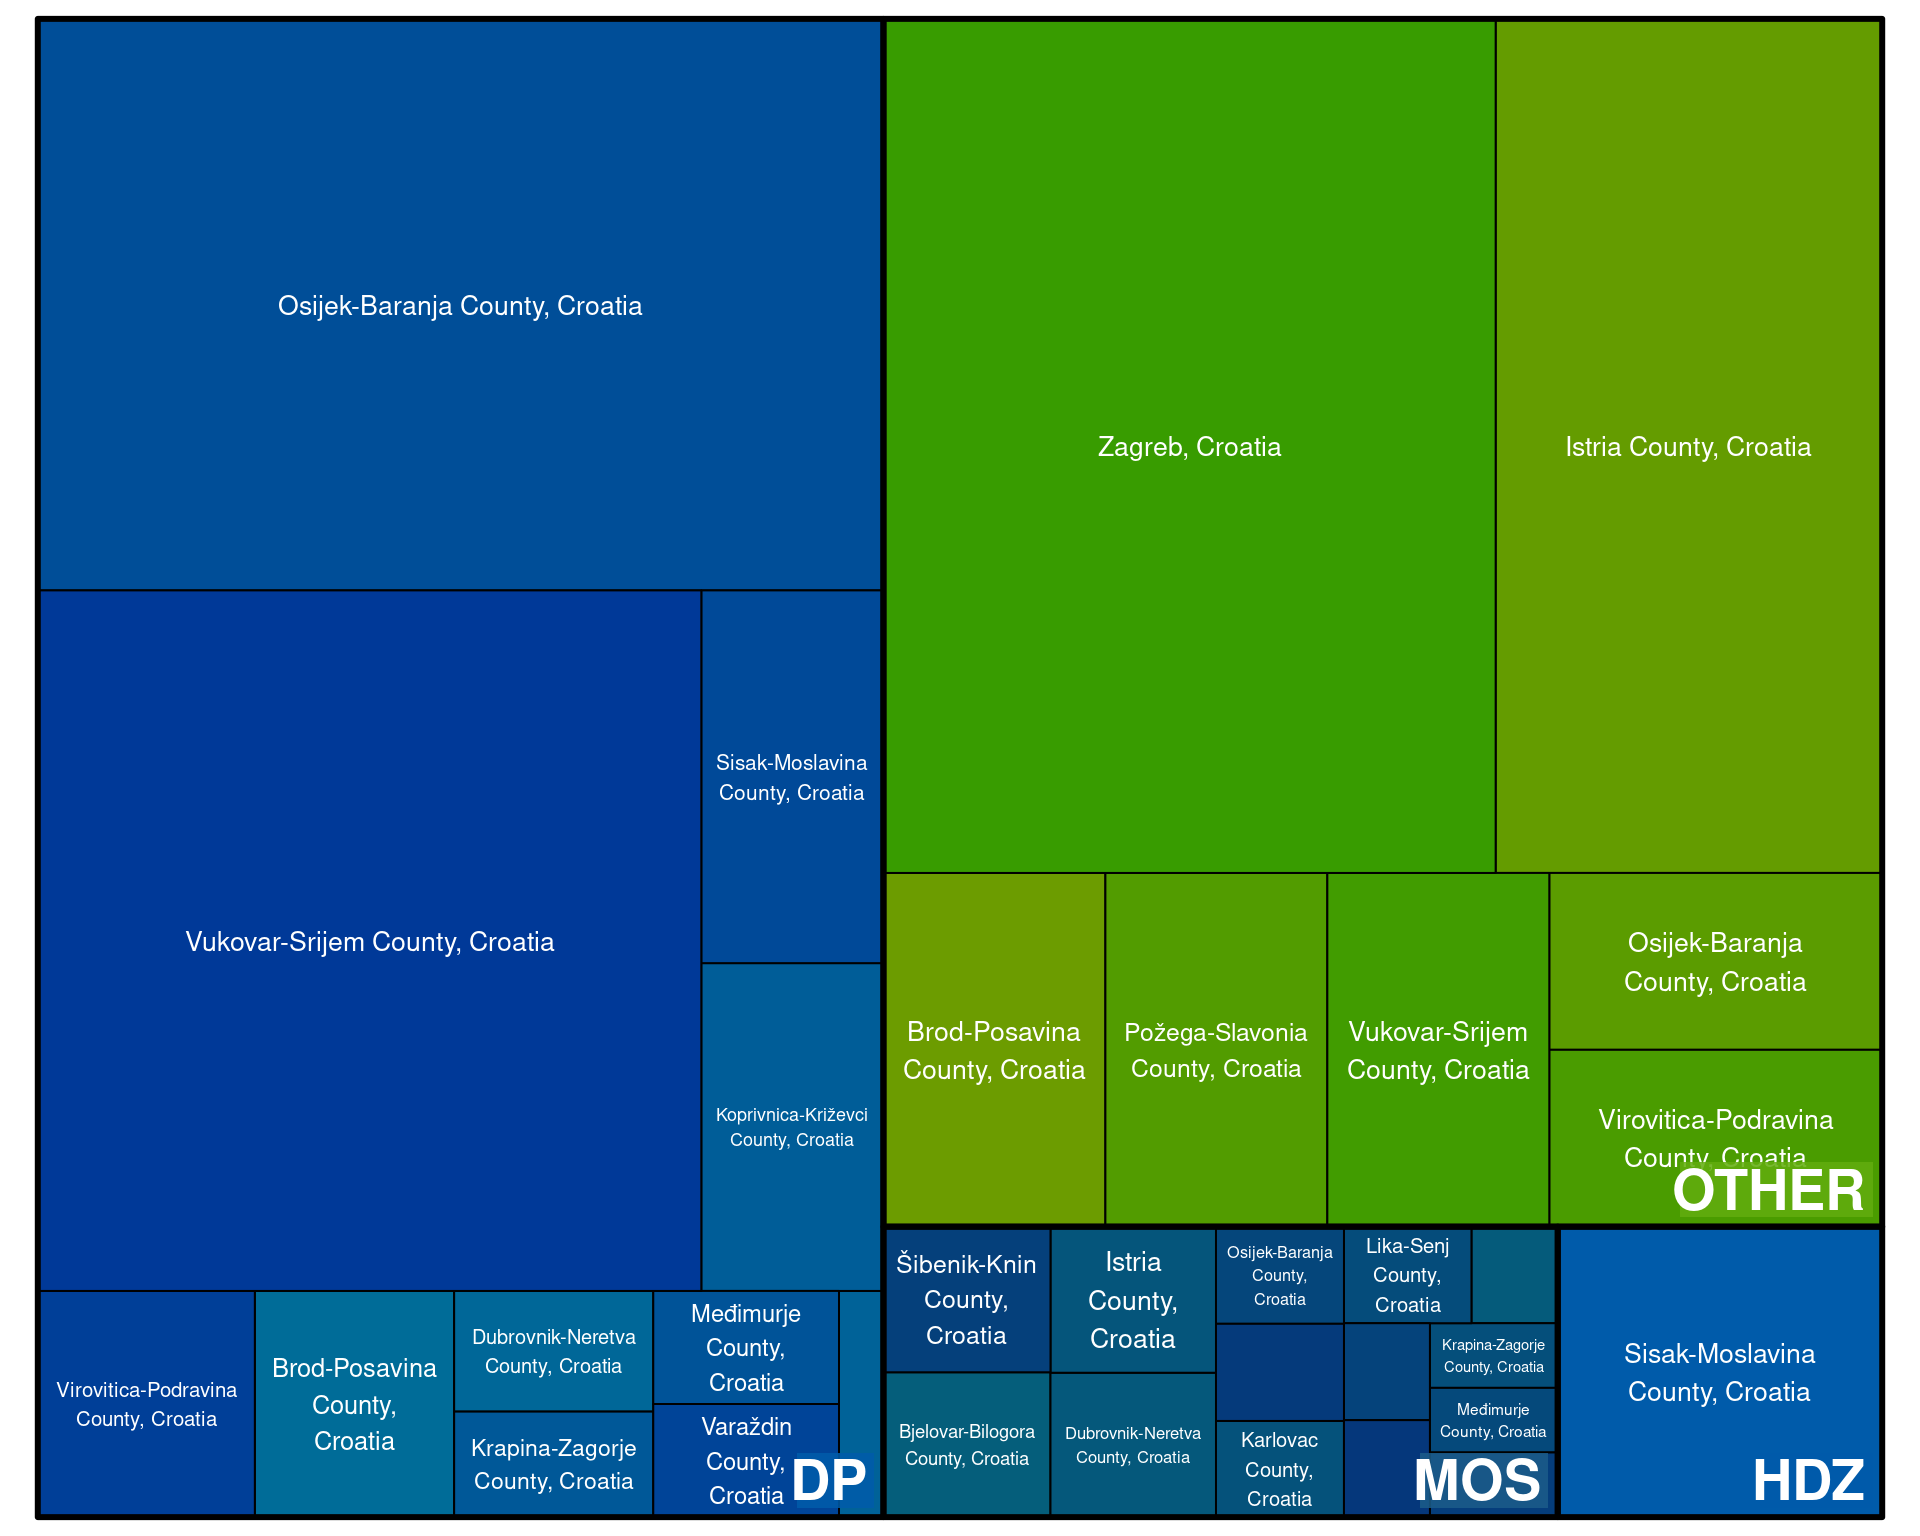 Osijek-Baranja County, Croatia
Vukovar-Srijem County, Croatia
Sisak-Moslavina
County, Croatia
Koprivnica-Križevci
County, Croatia
Virovitica-Podravina
County, Croatia
Brod-Posavina
County,
Croatia
Dubrovnik-Neretva
County, Croatia
Krapina-Zagorje
County, Croatia
Međimurje
County,
Croatia
Varaždin
County,
Croatia
DP
Zagreb, Croatia
Istria County, Croatia
Brod-Posavina
County, Croatia
Požega-Slavonia
County, Croatia
Vukovar-Srijem
County, Croatia
Osijek-Baranja
County, Croatia
Virovitica-Podravina
County, Croatia
OTHER
Šibenik-Knin
County,
Croatia
Istria
County,
Croatia
Bjelovar-Bilogora
County, Croatia
Dubrovnik-Neretva
County, Croatia
Osijek-Baranja
County,
Croatia
Lika-Senj
County,
Croatia
Karlovac
County,
Croatia
Krapina-Zagorje
County, Croatia
Međimurje
County, Croatia
MOS
Sisak-Moslavina
County, Croatia
HDZ